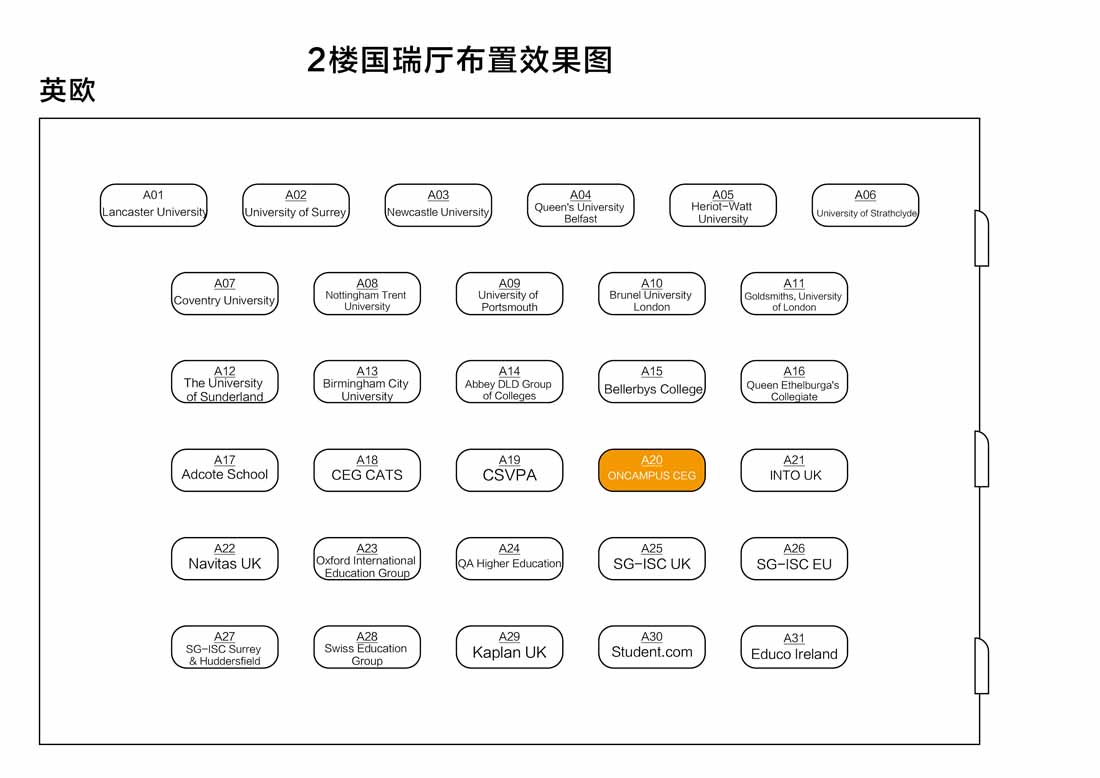 2楼国瑞厅布置效果图
英欧
A01
Lancaster University
A02
University of Surrey
A03
Newcastle University
A04
Queen's University
Belfast
A05
Heriot-Watt
University
A06
University of Strathclyde
A07
Coventry University
A08
Nottingham Trent
University
A09
University of
Portsmouth
A10
Brunel University
London
A11
Goldsmiths, University
of London
A12
The University
of Sunderland
A13
Birmingham City
University
A14
Abbey DLD Group
of Colleges
A15
Bellerbys College
A16
Queen Ethelburga's
Collegiate
A17
Adcote School
A18
CEG CATS
A19
CSVPA
A20
ONCAMPUS CEG
A21
INTO UK
A22
Navitas UK
A23
Oxford International
Education Group
A24
QA Higher Education
A25
SG-ISC UK
A26
SG-ISC EU
A27
SG-ISC Surrey
& Huddersfield
A28
Swiss Education
Group
A29
Kaplan UK
A30
Student.com
A31
Educo Ireland